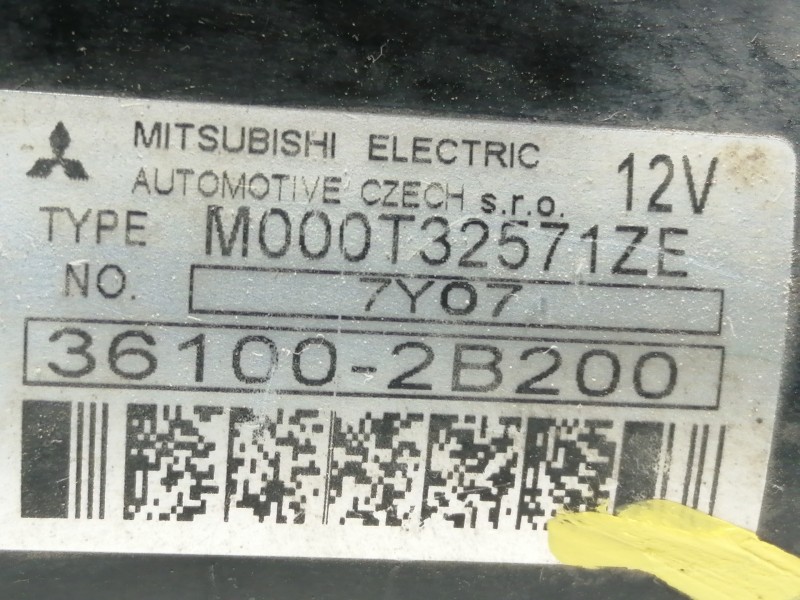 MITSUBISHI ELECTRIC 12V
AUTOMOTIVE CZECH s.r.o.
TYPE M000T32571ZE
NO. 7Y07
36100-2B200